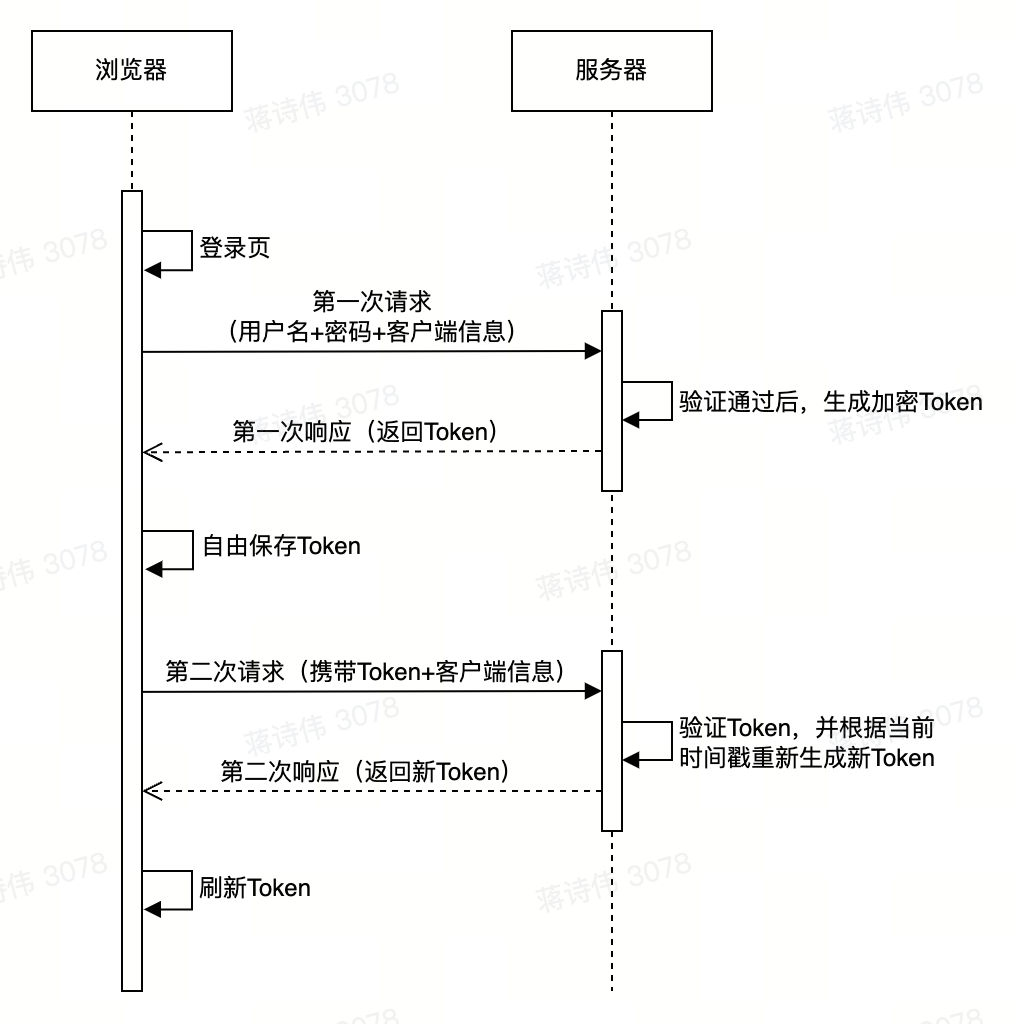 浏览器
服务器
蒋诗伟 3078
蒋诗伟 3078
登录页
诗伟 3078
蒋诗伟 3078
第一次请求
（用户名+密码+客户端信息）
验证通过后，生成加密Token
蒋诗伟 3078
蒋诗伟 3078
第一次响应（返回Token）
自由保存Token
诗伟 3078
蒋诗伟 3078
第二次请求（携带Token+客户端信息）
验证Token，并根据当前
时间戳重新生成新Token
蒋诗伟 3078
3078
第二次响应（返回新Token）
刷新Token
诗伟 3078
蒋诗伟 3078
3078
3078